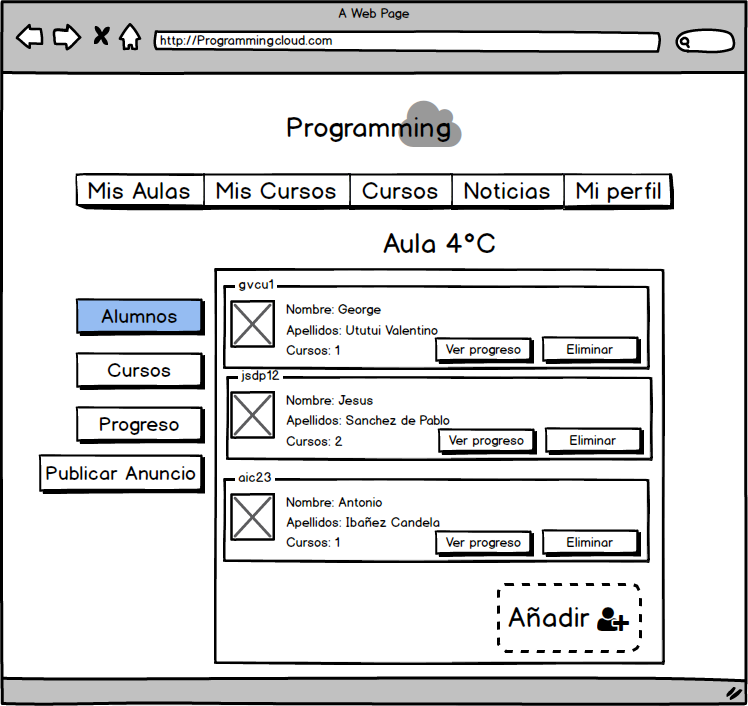 A Web Page
http://Programmingcloud.com
Programming
Mis Aulas Mis Cursos Cursos Noticias Mi perfil
Aula 4°C
Alumnos
Cursos
Progreso
Publicar Anuncio
gvcu1
Nombre: George
Apellidos: Ututui Valentino
Cursos: 1
Ver progreso Eliminar
jsdp12
Nombre: Jesus
Apellidos: Sanchez de Pablo
Cursos: 2
Ver progreso Eliminar
aic23
Nombre: Antonio
Apellidos: Ibañez Candela
Cursos: 1
Ver progreso Eliminar
Añadir